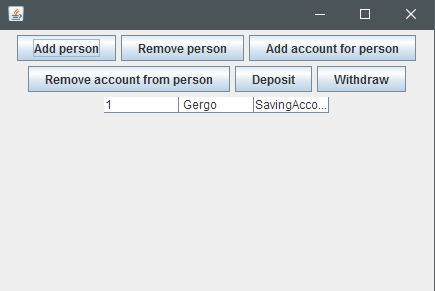 Add person Remove person Add account for person
Remove account from person Deposit Withdraw
1 Gergo SavingAcco...